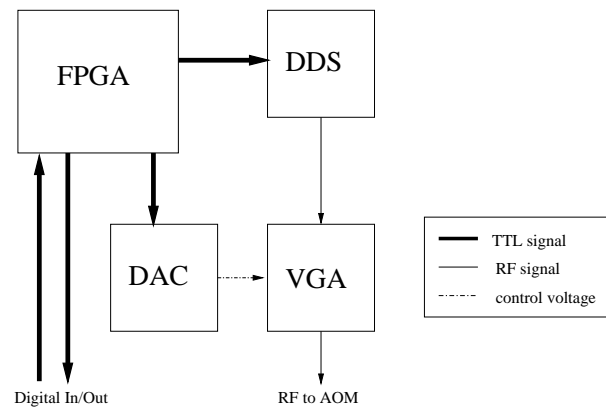 FPGA
DDS
DAC
VGA
TTL signal
RF signal
control voltage
Digital In/Out
RF to AOM